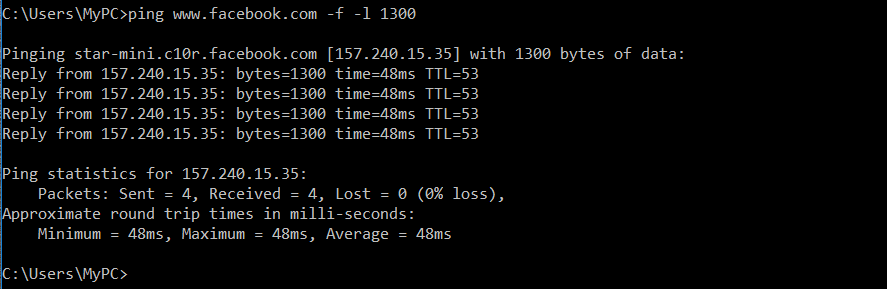 C:\Users\MyPC>ping www.facebook.com -f -l 1300
Pinging star-mini.c10r.facebook.com [157.240.15.35] with 1300 bytes of data:
Reply from 157.240.15.35: bytes=1300 time=48ms TTL=53
Reply from 157.240.15.35: bytes=1300 time=48ms TTL=53
Reply from 157.240.15.35: bytes=1300 time=48ms TTL=53
Reply from 157.240.15.35: bytes=1300 time=48ms TTL=53
Ping statistics for 157.240.15.35:
    Packets: Sent = 4, Received = 4, Lost = 0 (0% loss),
Approximate round trip times in milli-seconds:
    Minimum = 48ms, Maximum = 48ms, Average = 48ms
C:\Users\MyPC>